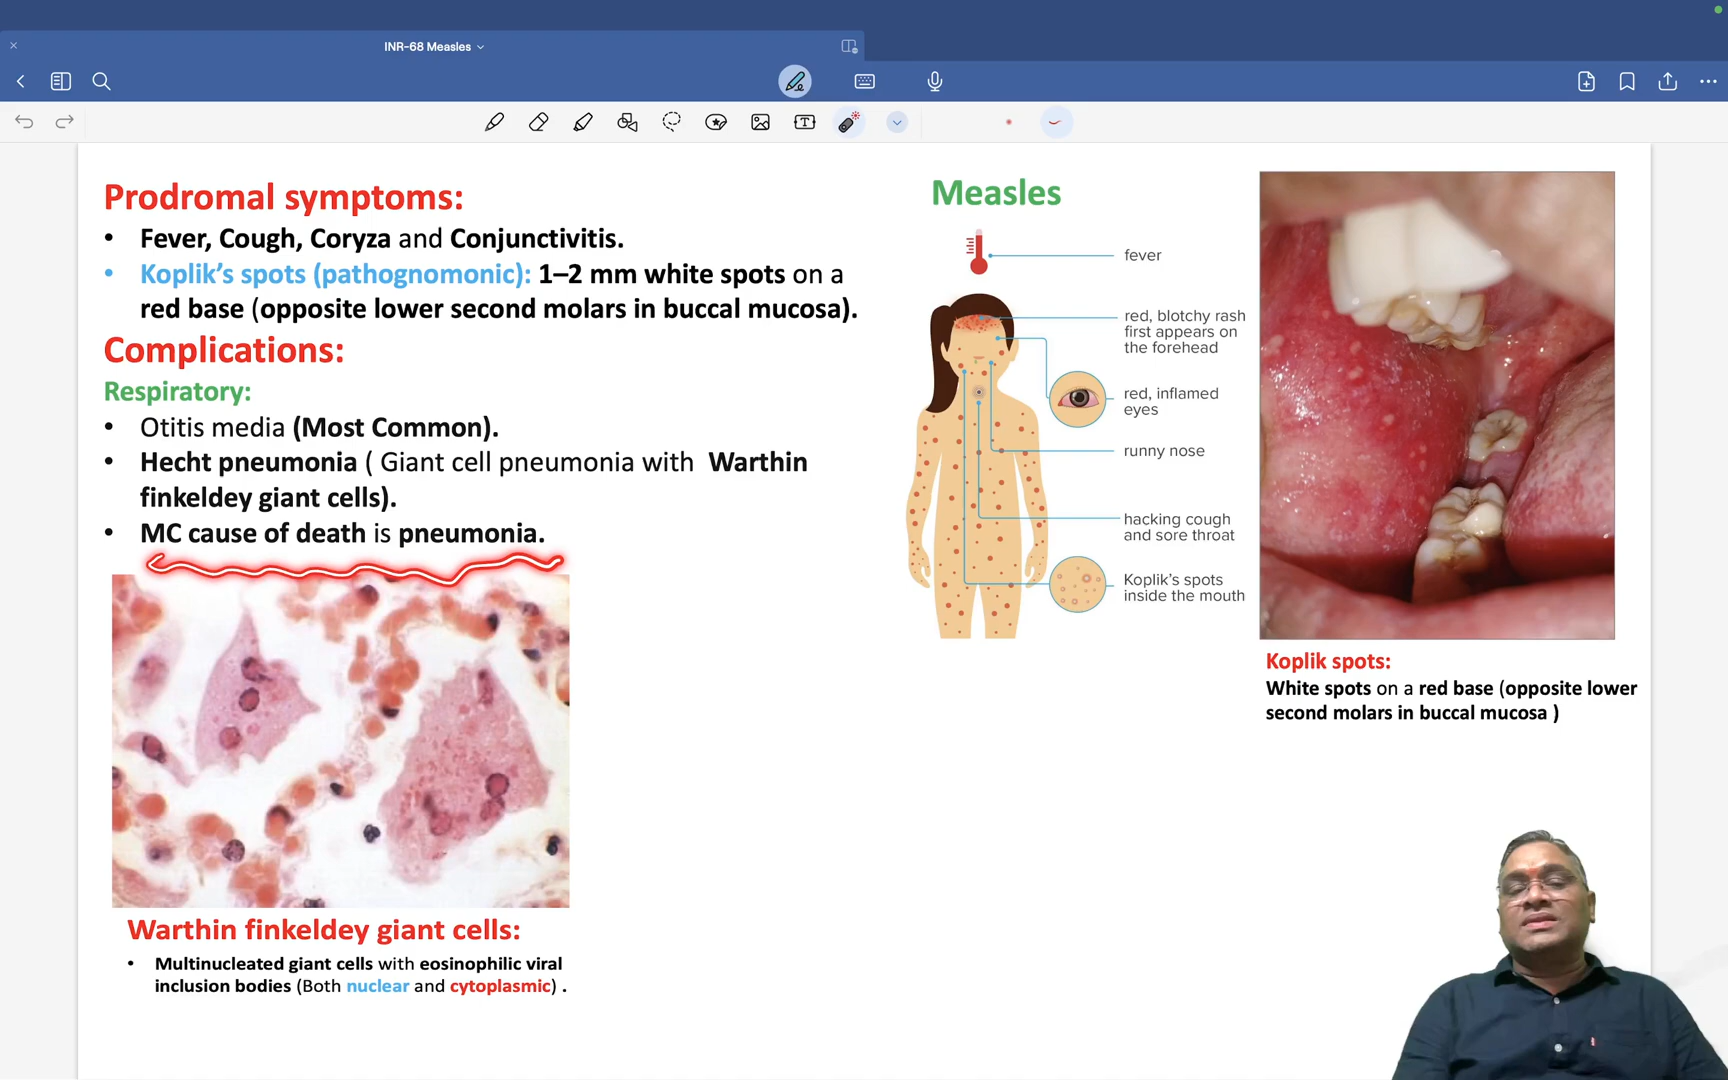 INR-68 Measles
Prodromal symptoms:
• Fever, Cough, Coryza and Conjunctivitis.
• Koplik’s spots (pathognomonic): 1–2 mm white spots on a
red base (opposite lower second molars in buccal mucosa).
Complications:
Respiratory:
• Otitis media (Most Common).
• Hecht pneumonia ( Giant cell pneumonia with Warthin
finkeldey giant cells).
• MC cause of death is pneumonia.
Warthin finkeldey giant cells:
• Multinucleated giant cells with eosinophilic viral
inclusion bodies (Both nuclear and cytoplasmic) .
Measles
fever
red, blotchy rash
first appears on
the forehead
red, inflamed
eyes
runny nose
hacking cough
and sore throat
Koplik’s spots
inside the mouth
Koplik spots:
White spots on a red base (opposite lower
second molars in buccal mucosa )